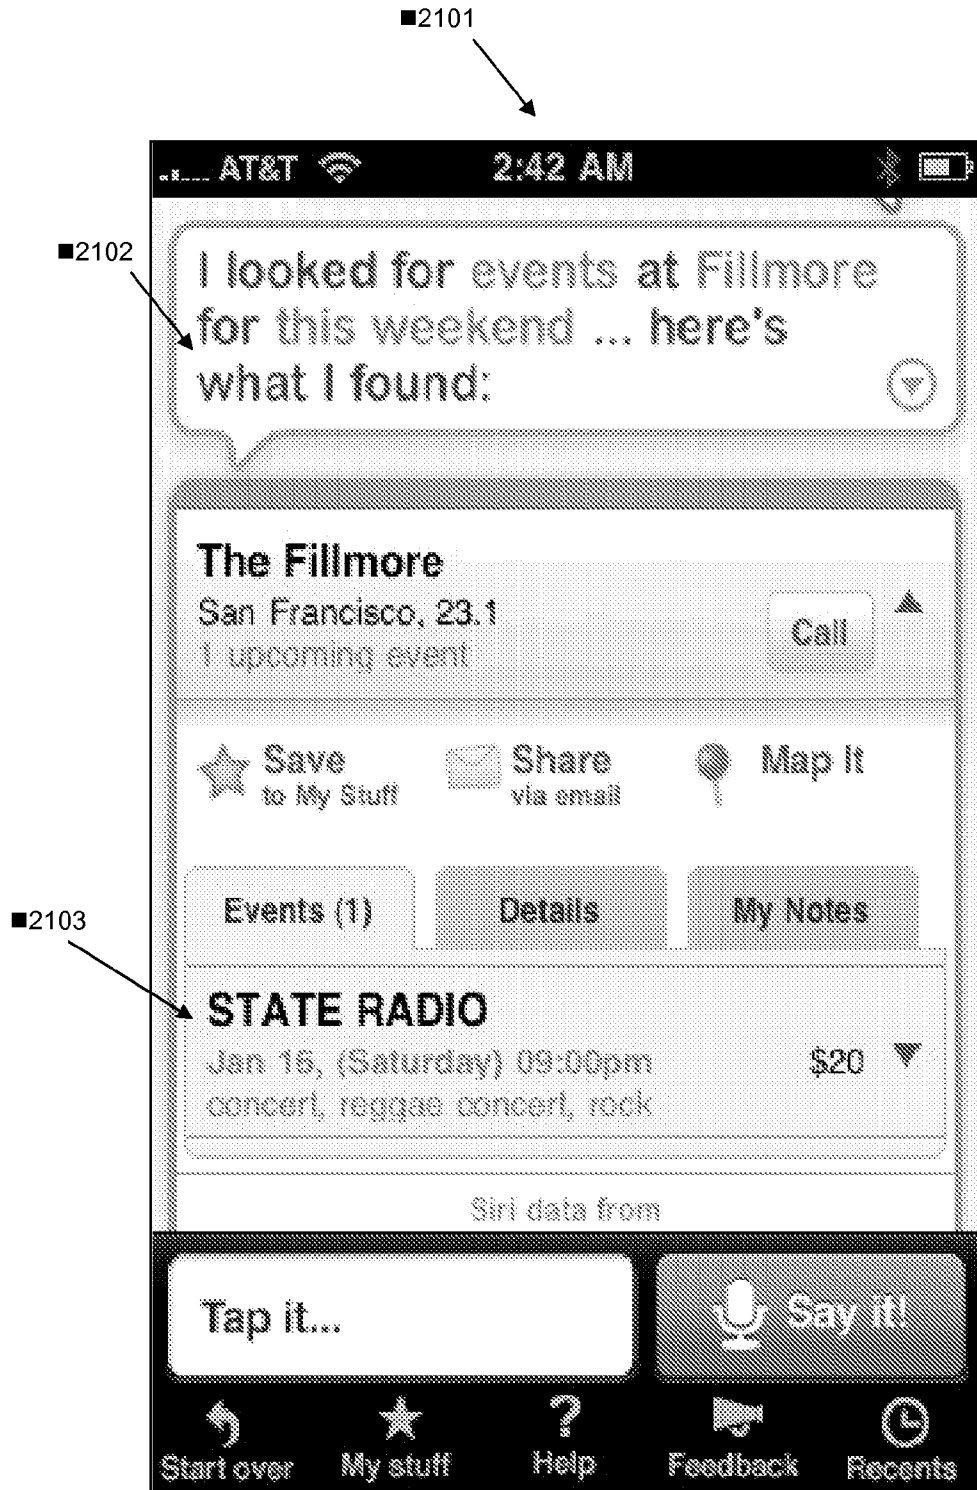 ■2101
AT&T 2:42 AM
■2102
I looked for events at Fillmore
for this weekend ... here's
what I found:
The Fillmore
San Francisco, 23.1
1 upcoming event
Call
Save
to My Stuff
Share
via email
Map It
Events (1)
Details
My Notes
■2103
STATE RADIO
Jan 16, (Saturday) 09:00pm
$20
concert, reggae concert, rock
Siri data from
Tap it...
Say it!
Start over
My stuff
Help
Feedback
Recents